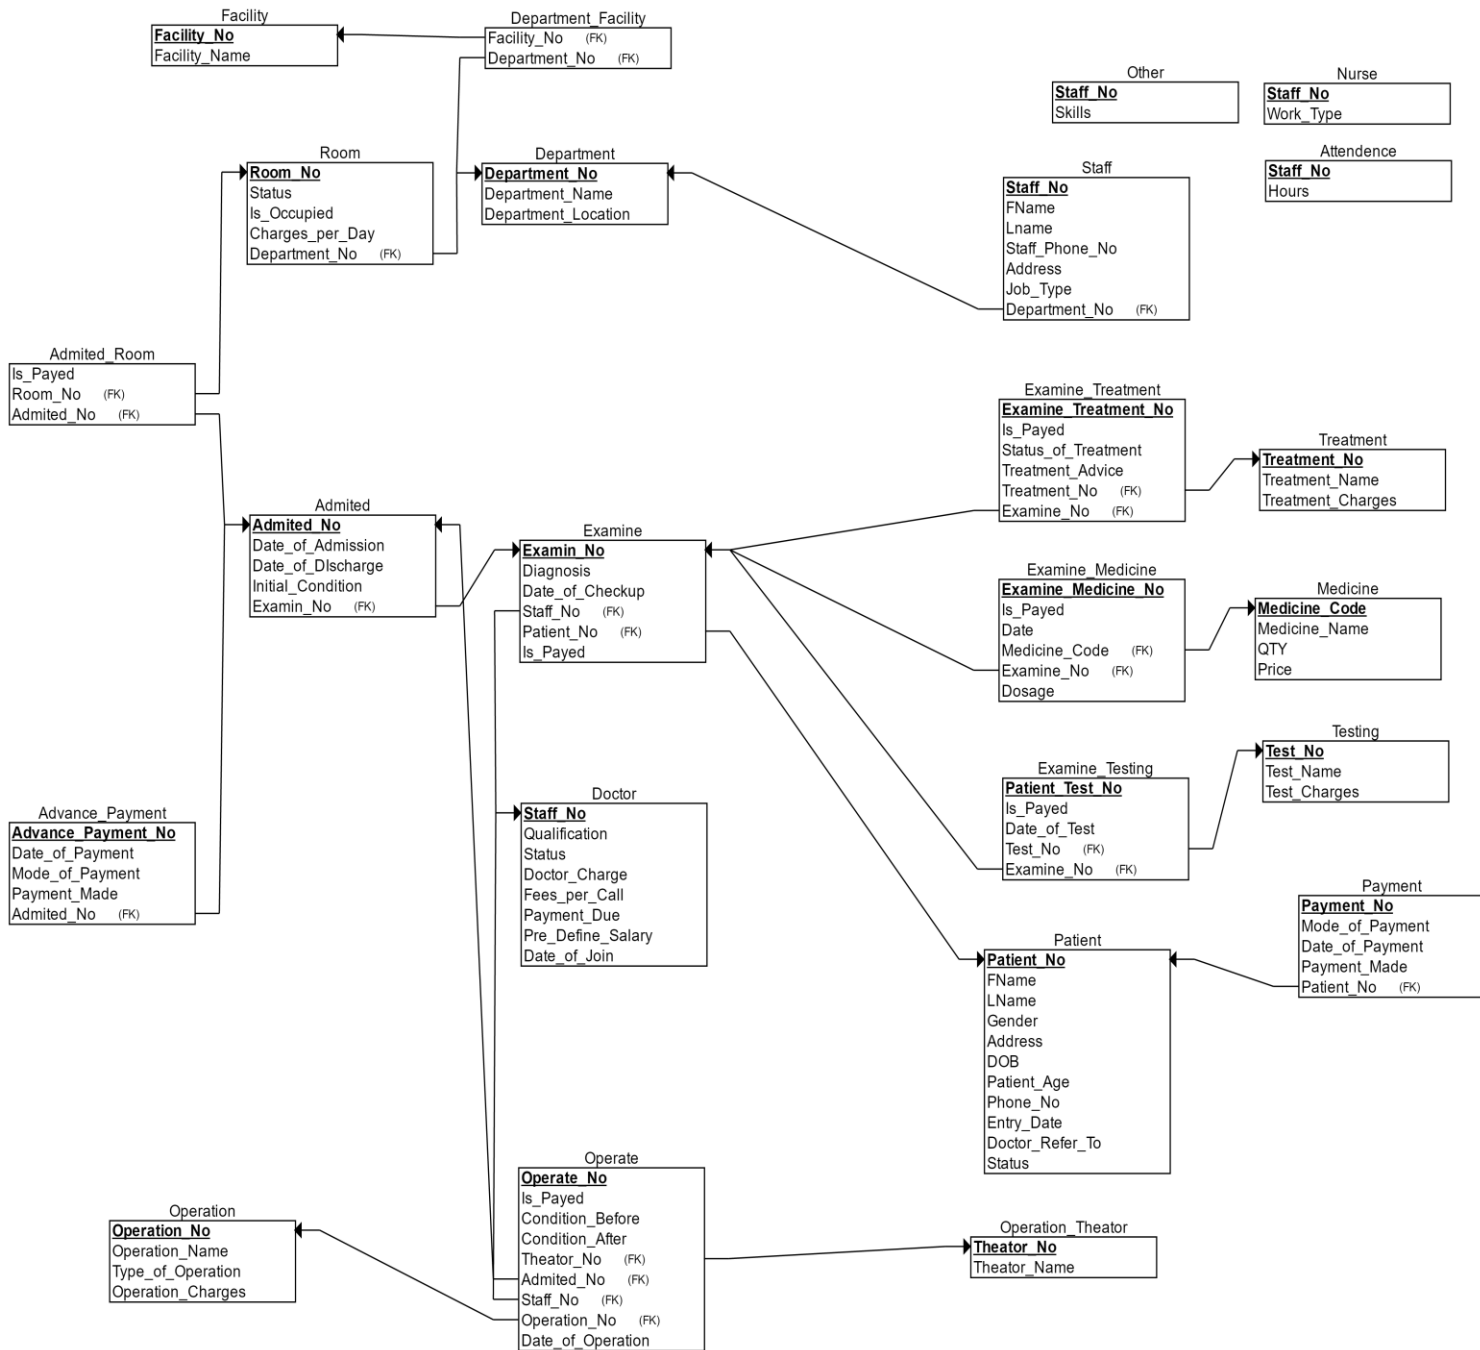 Facility
Facility_No
Facility_Name
Department_Facility
Facility_No (FK)
Department_No (FK)
Other
Staff_No
Skills
Nurse
Staff_No
Work_Type
Room
Room_No
Status
Is_Occupied
Charges_per_Day
Department_No (FK)
Department
Department_No
Department_Name
Department_Location
Staff
Staff_No
FName
Lname
Staff_Phone_No
Address
Job_Type
Department_No (FK)
Attendence
Staff_No
Hours
Admited_Room
Is_Payed
Room_No (FK)
Admited_No (FK)
Examine_Treatment
Examine_Treatment_No
Is_Payed
Status_of_Treatment
Treatment_Advice
Treatment_No (FK)
Examine_No (FK)
Treatment
Treatment_No
Treatment_Name
Treatment_Charges
Admited
Admited_No
Date_of_Admission
Date_of_DIscharge
Initial_Condition
Examin_No (FK)
Examine
Examin_No
Diagnosis
Date_of_Checkup
Staff_No (FK)
Patient_No (FK)
Is_Payed
Examine_Medicine
Examine_Medicine_No
Is_Payed
Date
Medicine_Code (FK)
Examine_No (FK)
Dosage
Medicine
Medicine_Code
Medicine_Name
QTY
Price
Advance_Payment
Advance_Payment_No
Date_of_Payment
Mode_of_Payment
Payment_Made
Admited_No (FK)
Doctor
Staff_No
Qualification
Status
Doctor_Charge
Fees_per_Call
Payment_Due
Pre_Define_Salary
Date_of_Join
Examine_Testing
Patient_Test_No
Is_Payed
Date_of_Test
Test_No (FK)
Examine_No (FK)
Testing
Test_No
Test_Name
Test_Charges
Patient
Patient_No
FName
LName
Gender
Address
DOB
Patient_Age
Phone_No
Entry_Date
Doctor_Refer_To
Status
Payment
Payment_No
Mode_of_Payment
Date_of_Payment
Payment_Made
Patient_No (FK)
Operation
Operation_No
Operation_Name
Type_of_Operation
Operation_Charges
Operate
Operate_No
Is_Payed
Condition_Before
Condition_After
Theator_No (FK)
Admited_No (FK)
Staff_No (FK)
Operation_No (FK)
Date_of_Operation
Operation_Theator
Theator_No
Theator_Name